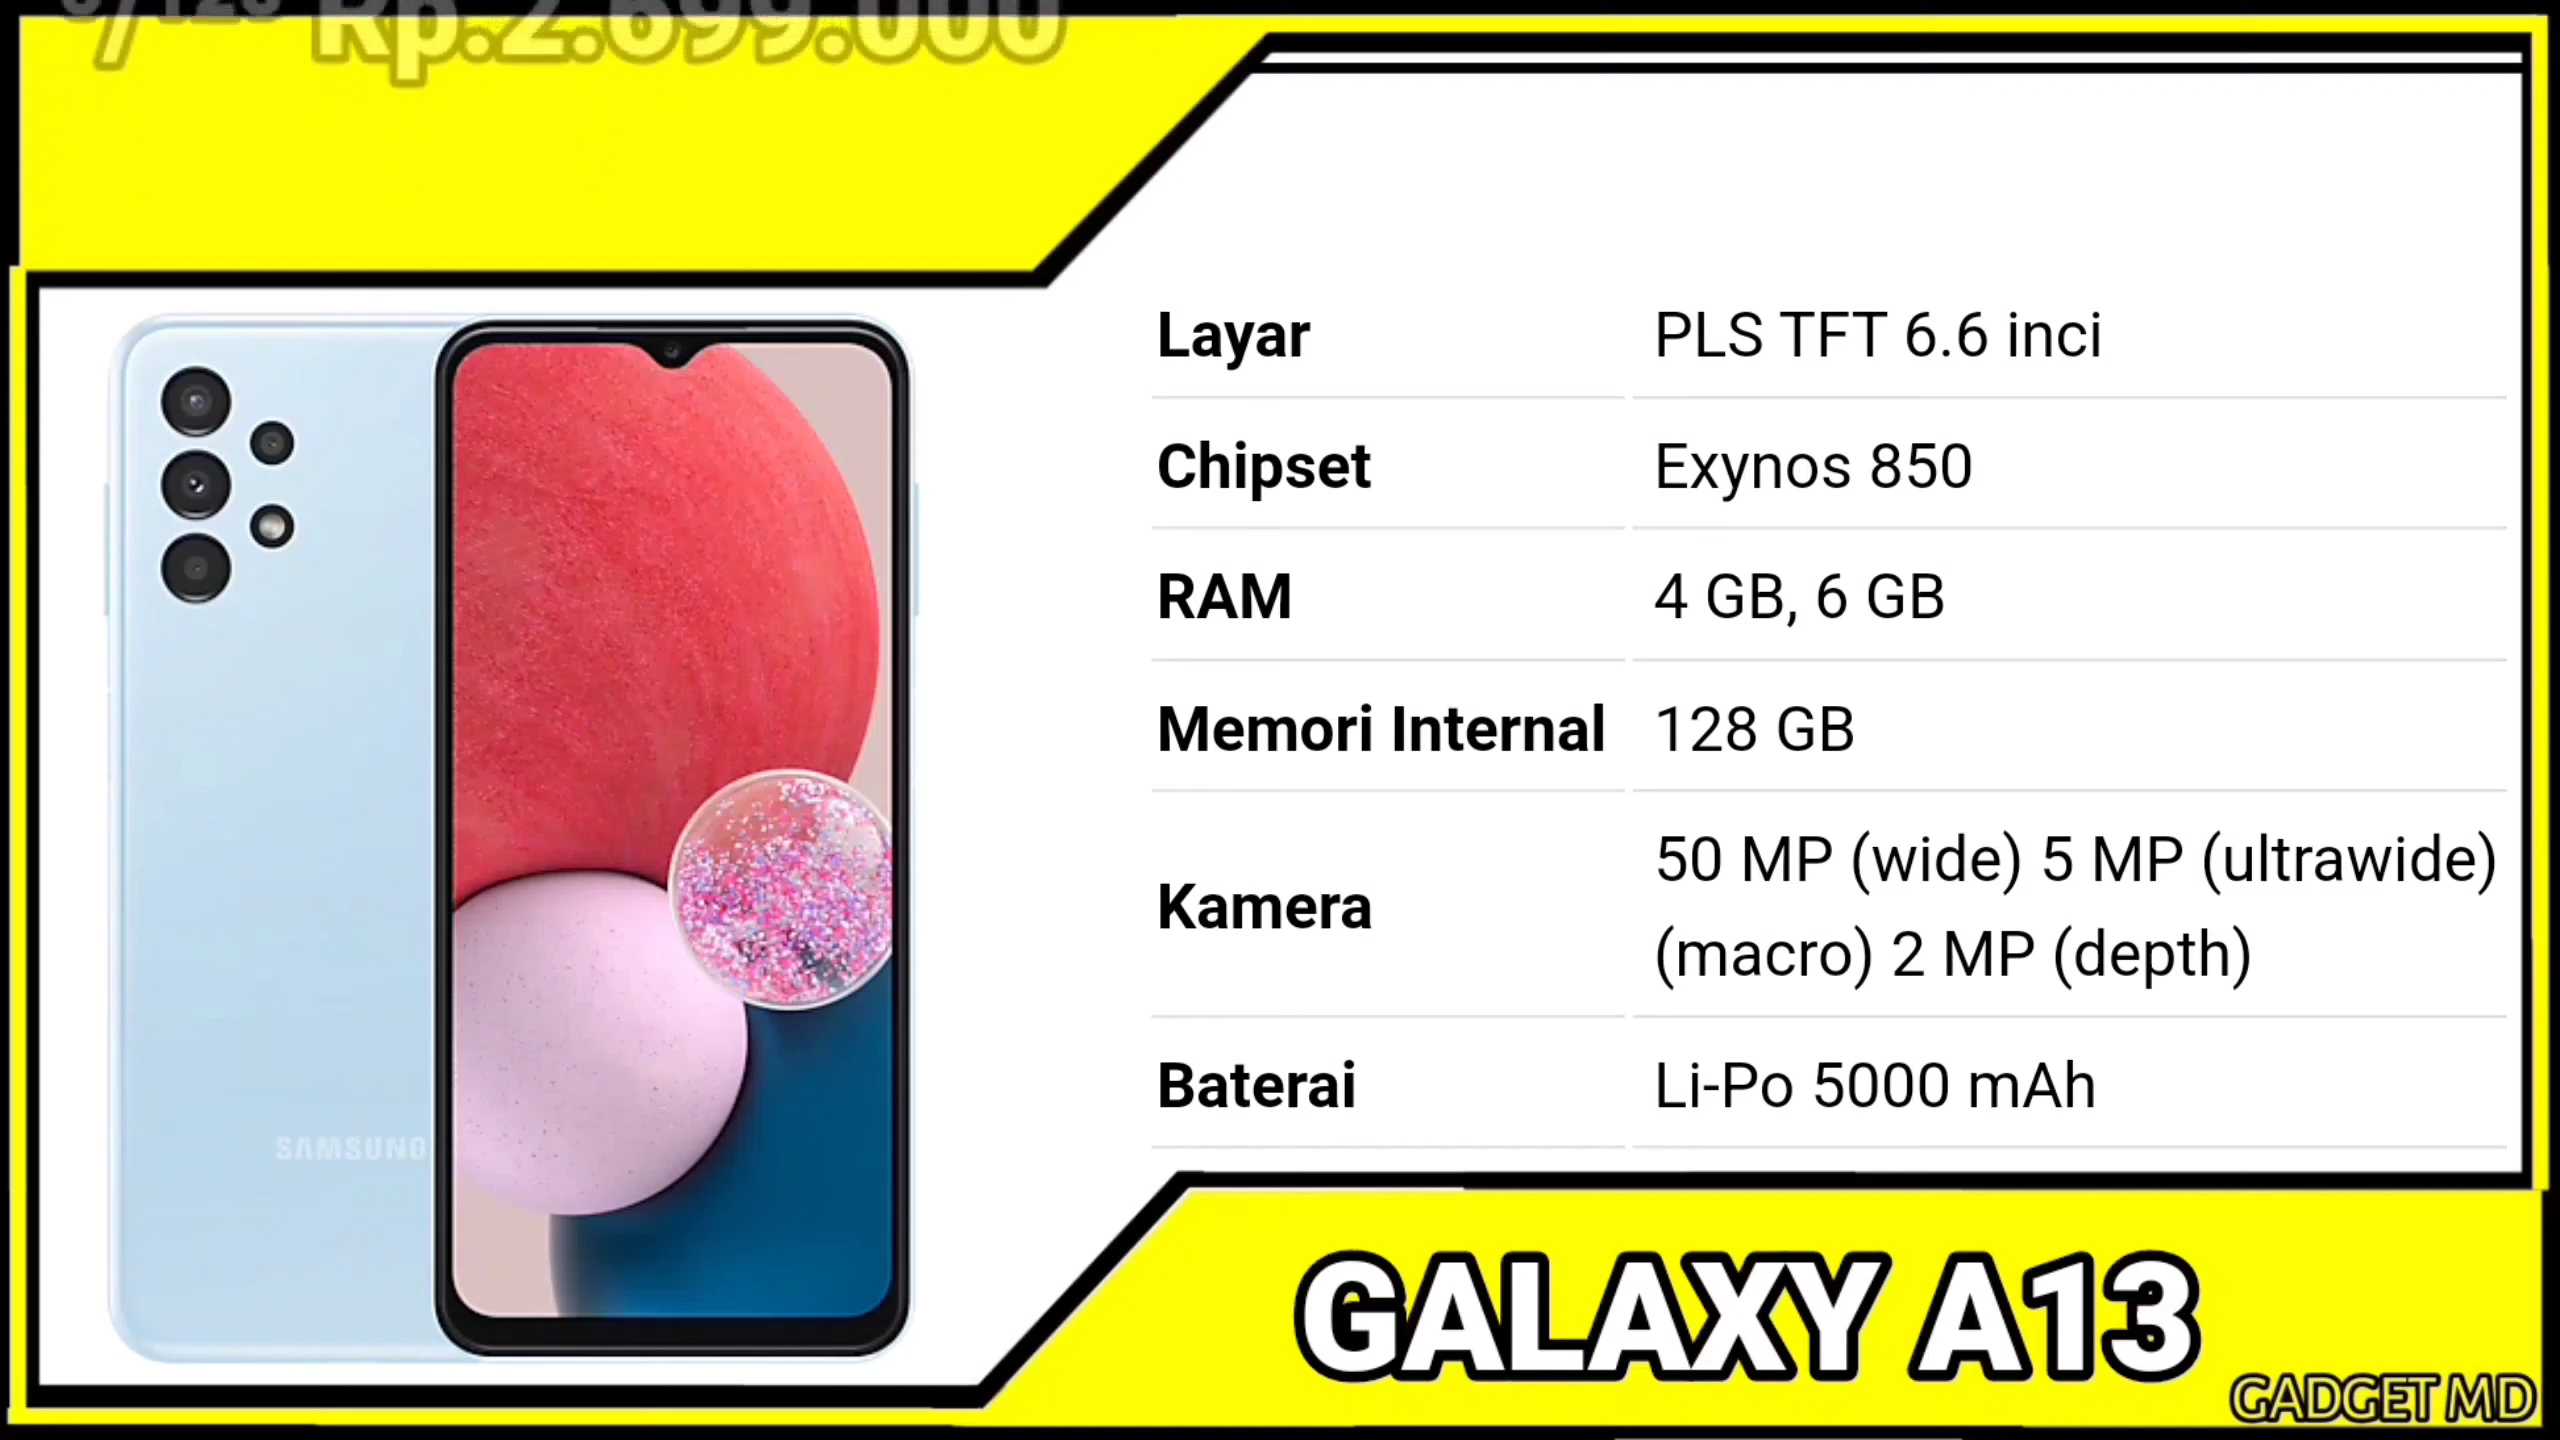 Rp.2.699.000
Layar PLS TFT 6.6 inci
Chipset Exynos 850
RAM 4 GB, 6 GB
Memori Internal 128 GB
Kamera 50 MP (wide) 5 MP (ultrawide)
(macro) 2 MP (depth)
Baterai Li-Po 5000 mAh
SAMSUNG
GALAXY A13
GADGET MD